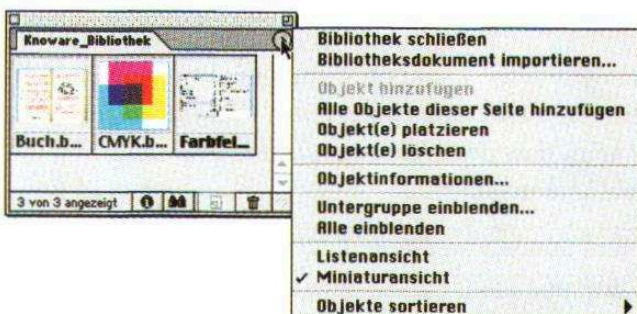 Knoware_Bibliothek
Buch.b... CMYK.b... Farbfel...
3 von 3 angezeigt
Bibliothek schließen
Bibliotheksdokument importieren...
Objekt hinzufügen
Alle Objekte dieser Seite hinzufügen
Objekt(e) platzieren
Objekt(e) löschen
Objektinformationen...
Untergruppe einblenden...
Alle einblenden
Listenansicht
✓ Miniaturansicht
Objekte sortieren